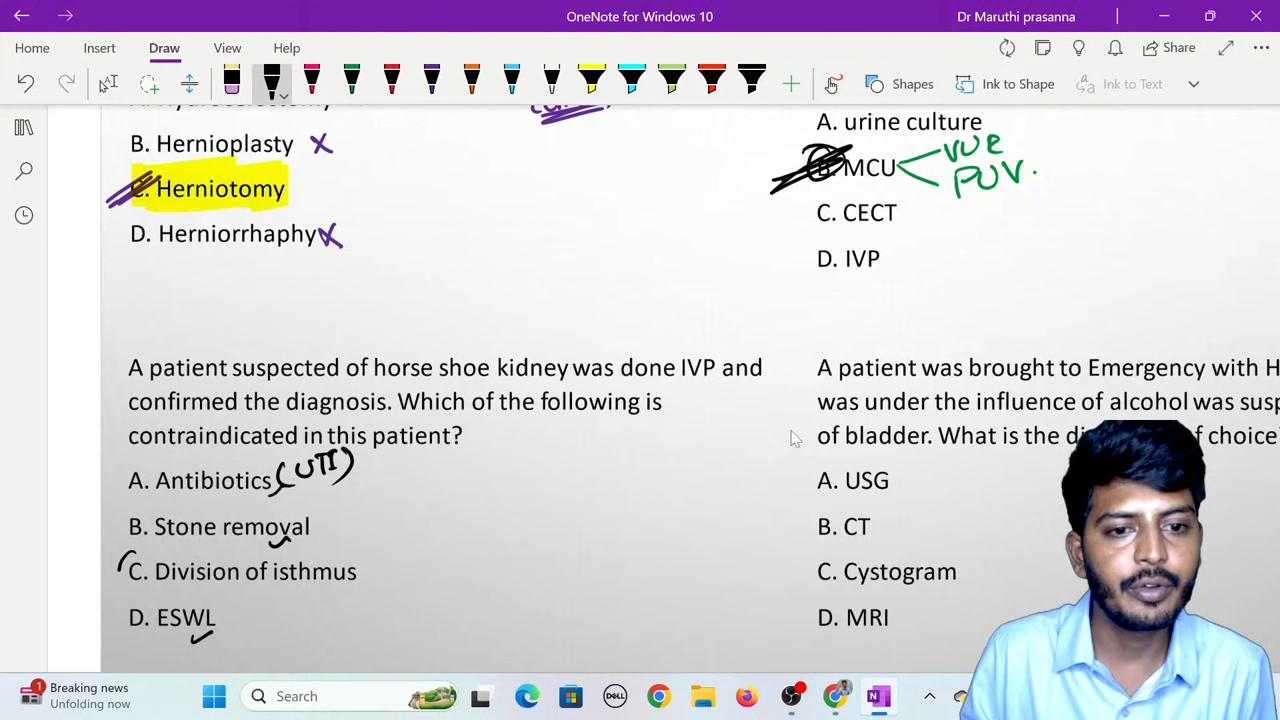 OneNote for Windows 10
Dr Maruthi prasanna
Home
Insert
Draw
View
Help
Share
Shapes
Ink to Shape
Ink to Text
B. Hernioplasty X
C. Herniotomy
D. Herniorrhaphy X
A. urine culture
B. MCU VUR
PUV.
C. CECT
D. IVP
A patient suspected of horse shoe kidney was done IVP and
confirmed the diagnosis. Which of the following is
contraindicated in this patient?
A. Antibiotics (UTI)
B. Stone removal
C. Division of isthmus
D. ESWL
A patient was brought to Emergency with H
was under the influence of alcohol was susp
of bladder. What is the di of choice?
A. USG
B. CT
C. Cystogram
D. MRI
1
Breaking news
Unfolding now
Search
DELL
N